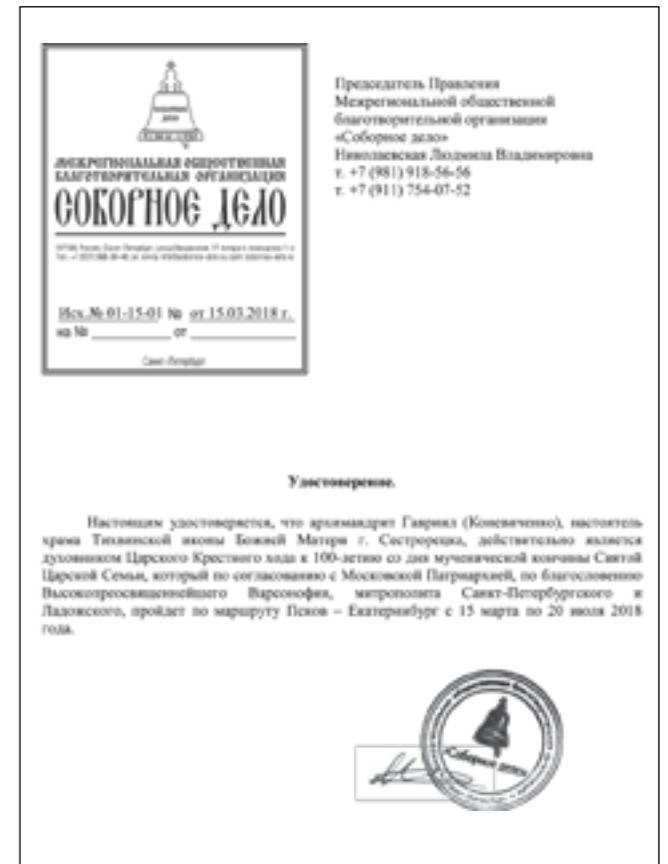 МЕЖРЕГИОНАЛЬНАЯ ОБЩЕСТВЕННАЯ
БЛАГОТВОРИТЕЛЬНАЯ ОРГАНИЗАЦИЯ
СОБОРНОЕ ДЕЛО
Исх.№ 01-15-01 № от 15.03.2018 г.
на № ____________ от ____________
Санкт-Петербург
Председатель Правления
Межрегиональной общественной
благотворительной организации
«Соборное дело»
Николаевская Людмила Владимировна
т. +7 (981) 918-56-56
т. +7 (911) 754-07-52
Удостоверение.
Настоящим удостоверяется, что архимандрит Гавриил (Коневиченко), настоятель
храма Тихвинской иконы Божией Матери г. Сестрорецка, действительно является
духовником Царского Крестного хода к 100-летию со дня мученической кончины Святой
Царской Семьи, который по согласованию с Московской Патриархией, по благословению
Высокопреосвященнейшего Варсонофия, митрополита Санкт-Петербургского и
Ладожского, пройдет по маршруту Псков – Екатеринбург с 15 марта по 20 июля 2018
года.
«Соборное дело»